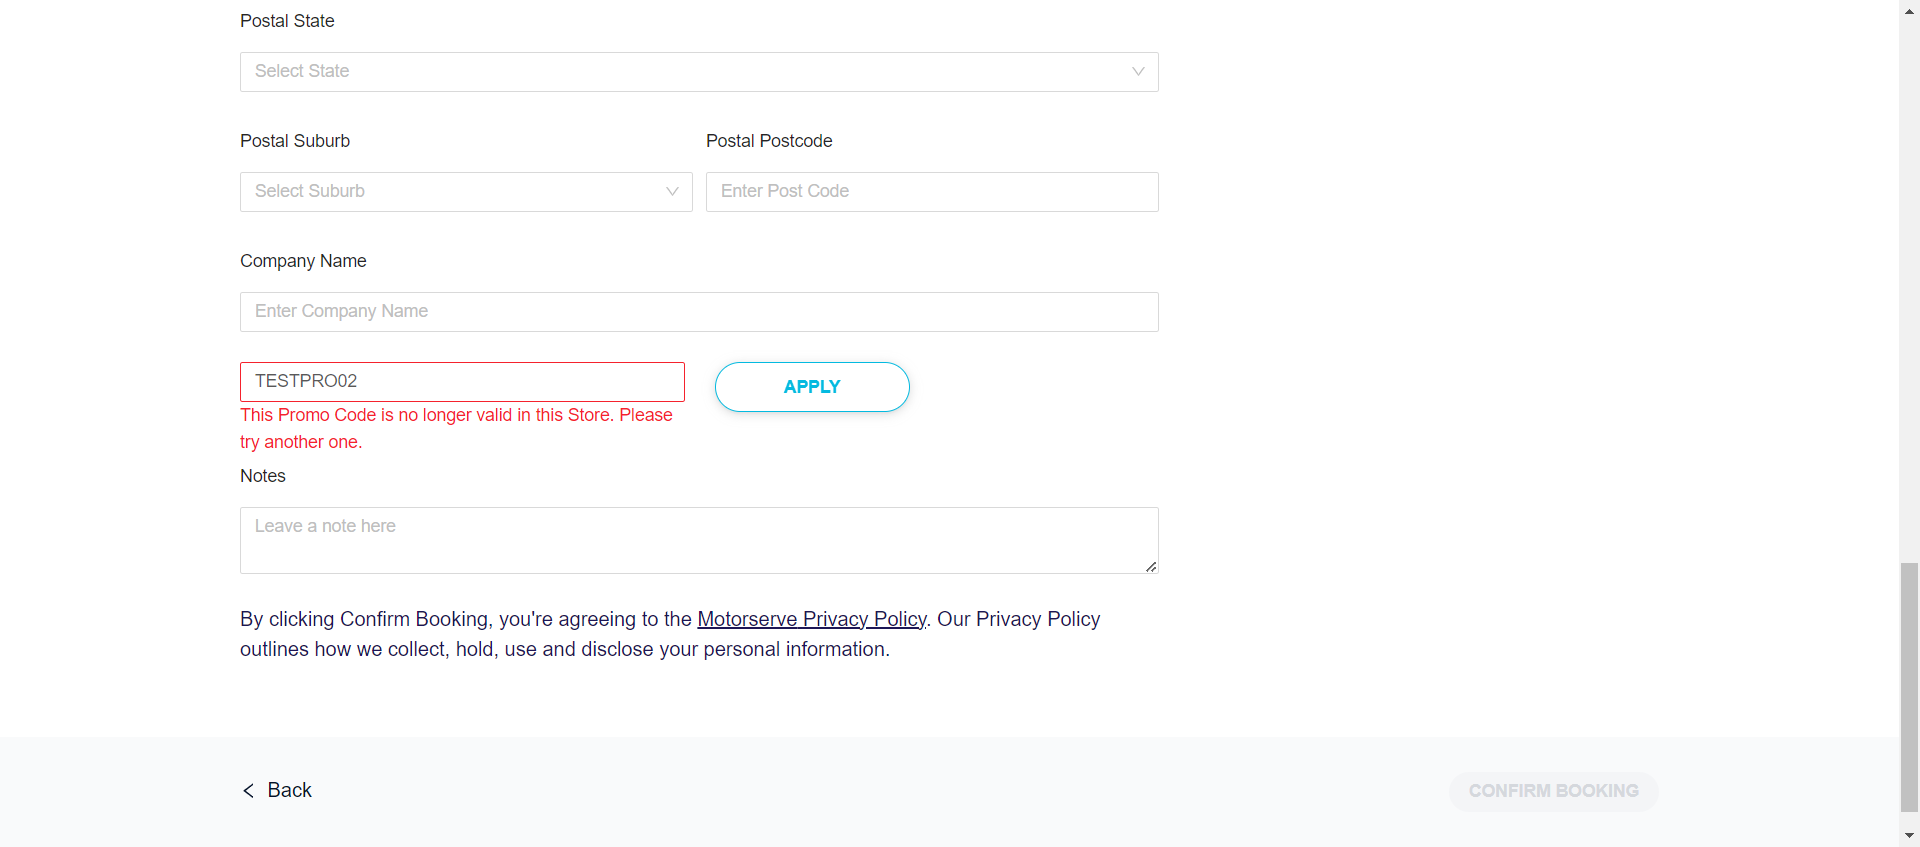 Postal State
Select State
Postal Suburb
Postal Postcode
Select Suburb
Enter Post Code
Company Name
Enter Company Name
TESTPRO02
APPLY
This Promo Code is no longer valid in this Store. Please
try another one.
Notes
Leave a note here
By clicking Confirm Booking, you're agreeing to the Motorserve Privacy Policy. Our Privacy Policy
outlines how we collect, hold, use and disclose your personal information.
Back
CONFIRM BOOKING